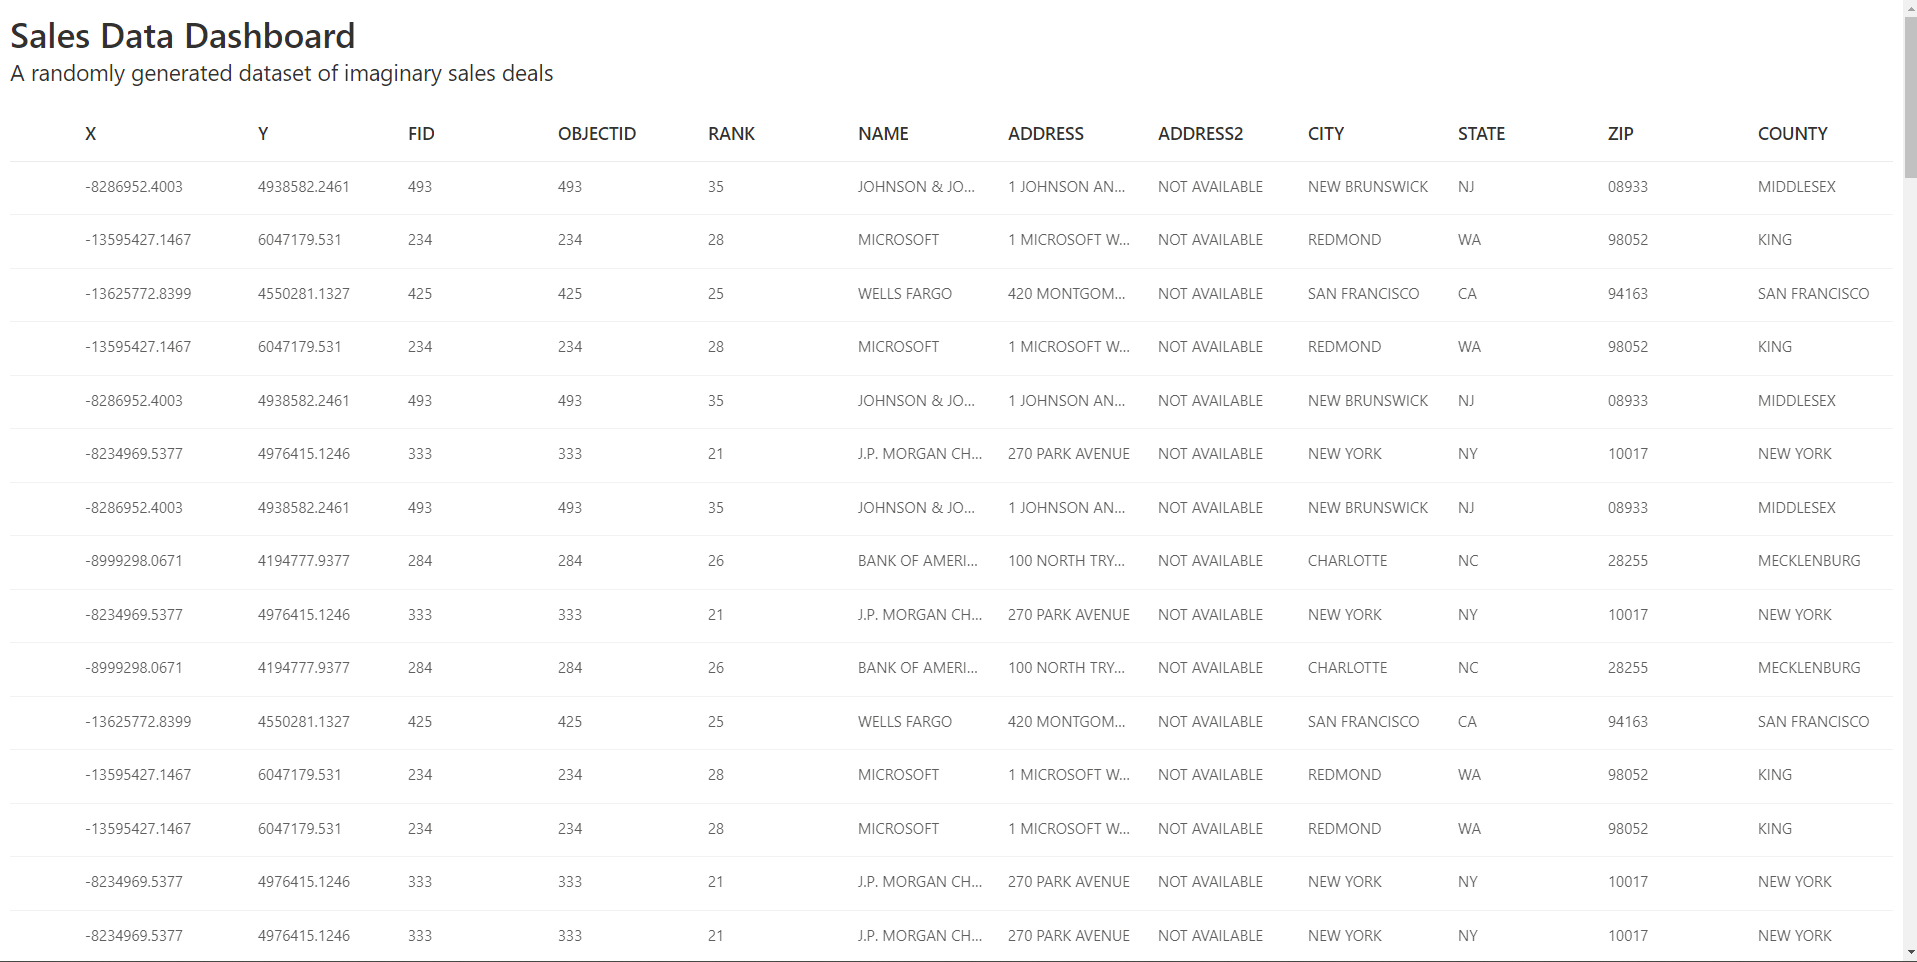 Sales Data Dashboard
A randomly generated dataset of imaginary sales deals
X Y FID OBJECTID RANK NAME ADDRESS ADDRESS2 CITY STATE ZIP COUNTY
-8286952.4003 4938582.2461 493 493 35 JOHNSON & JO... 1 JOHNSON AN... NOT AVAILABLE NEW BRUNSWICK NJ 08933 MIDDLESEX
-13595427.1467 6047179.531 234 234 28 MICROSOFT 1 MICROSOFT W... NOT AVAILABLE REDMOND WA 98052 KING
-13625772.8399 4550281.1327 425 425 25 WELLS FARGO 420 MONTGOM... NOT AVAILABLE SAN FRANCISCO CA 94163 SAN FRANCISCO
-13595427.1467 6047179.531 234 234 28 MICROSOFT 1 MICROSOFT W... NOT AVAILABLE REDMOND WA 98052 KING
-8286952.4003 4938582.2461 493 493 35 JOHNSON & JO... 1 JOHNSON AN... NOT AVAILABLE NEW BRUNSWICK NJ 08933 MIDDLESEX
-8234969.5377 4976415.1246 333 333 21 J.P. MORGAN CH... 270 PARK AVENUE NOT AVAILABLE NEW YORK NY 10017 NEW YORK
-8286952.4003 4938582.2461 493 493 35 JOHNSON & JO... 1 JOHNSON AN... NOT AVAILABLE NEW BRUNSWICK NJ 08933 MIDDLESEX
-8999298.0671 4194777.9377 284 284 26 BANK OF AMERI... 100 NORTH TRY... NOT AVAILABLE CHARLOTTE NC 28255 MECKLENBURG
-8234969.5377 4976415.1246 333 333 21 J.P. MORGAN CH... 270 PARK AVENUE NOT AVAILABLE NEW YORK NY 10017 NEW YORK
-8999298.0671 4194777.9377 284 284 26 BANK OF AMERI... 100 NORTH TRY... NOT AVAILABLE CHARLOTTE NC 28255 MECKLENBURG
-13625772.8399 4550281.1327 425 425 25 WELLS FARGO 420 MONTGOM... NOT AVAILABLE SAN FRANCISCO CA 94163 SAN FRANCISCO
-13595427.1467 6047179.531 234 234 28 MICROSOFT 1 MICROSOFT W... NOT AVAILABLE REDMOND WA 98052 KING
-13595427.1467 6047179.531 234 234 28 MICROSOFT 1 MICROSOFT W... NOT AVAILABLE REDMOND WA 98052 KING
-8234969.5377 4976415.1246 333 333 21 J.P. MORGAN CH... 270 PARK AVENUE NOT AVAILABLE NEW YORK NY 10017 NEW YORK
-8234969.5377 4976415.1246 333 333 21 J.P. MORGAN CH... 270 PARK AVENUE NOT AVAILABLE NEW YORK NY 10017 NEW YORK